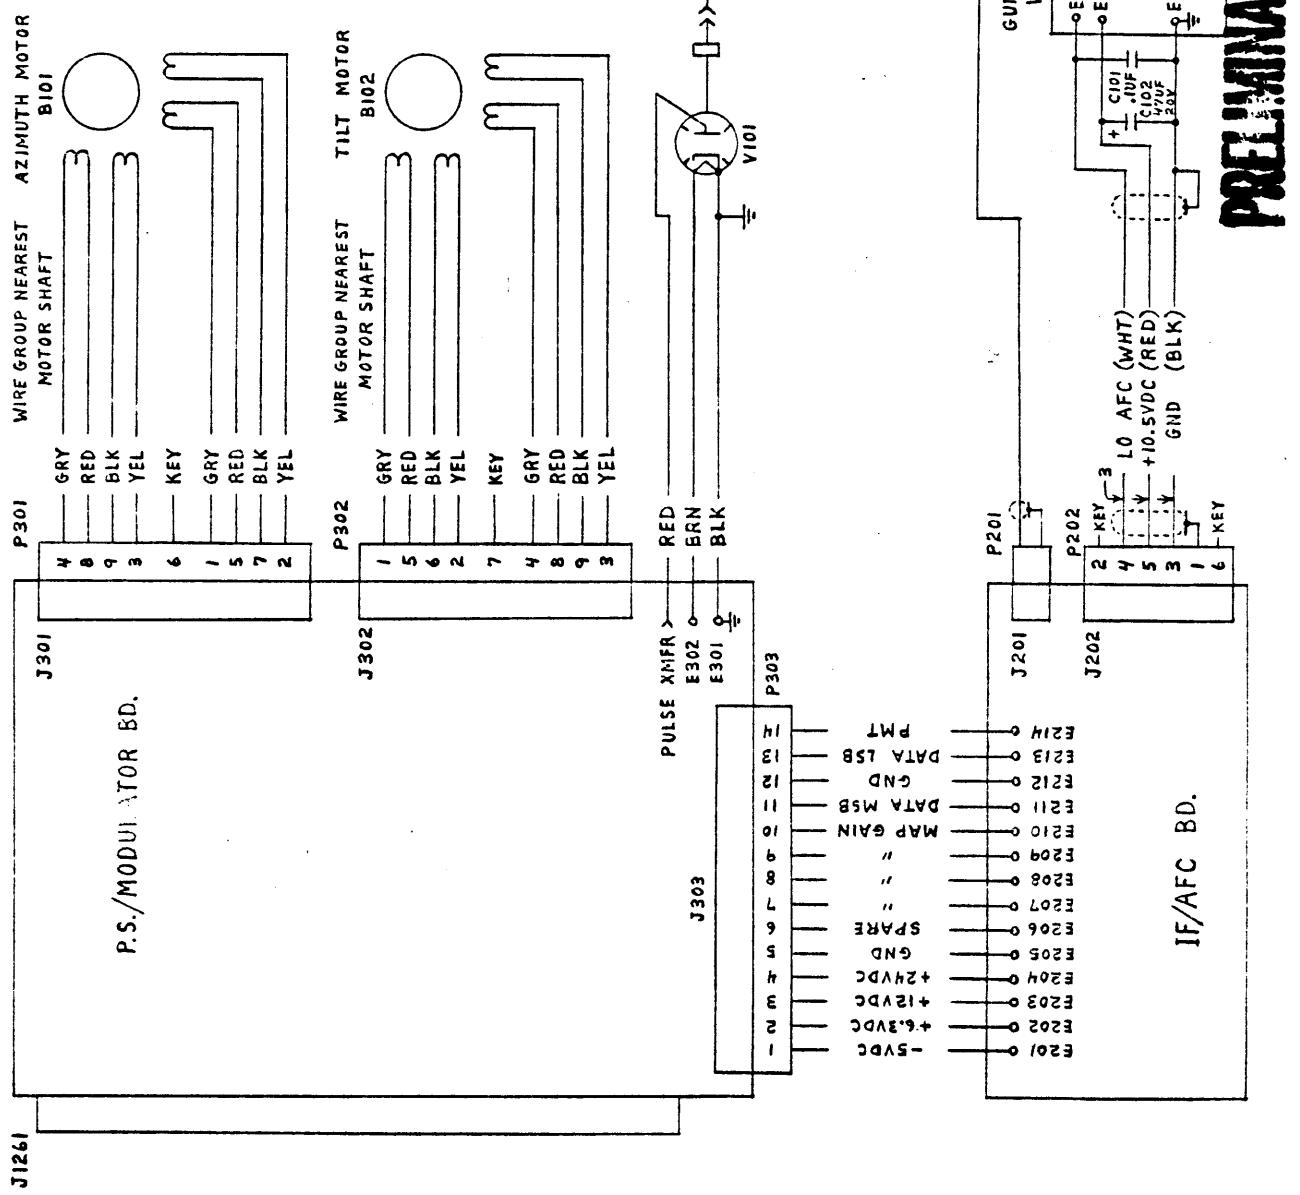 AZIMUTH MOTOR
B101
WIRE GROUP NEAREST
MOTOR SHAFT
P301
GRY
RED
BLK
YEL
KEY
GRY
RED
BLK
YEL
4
8
9
3
6
1
5
7
2
J301
TILT MOTOR
B102
WIRE GROUP NEAREST
MOTOR SHAFT
P302
GRY
RED
BLK
YEL
KEY
GRY
RED
BLK
YEL
1
5
6
2
7
4
8
9
3
J302
V101
RED
BRN
BLK
PULSE XMFR
E302
E301
P.S./MODUL ATOR BD.
J1261
J303
P303
14 PMT E214
13 DATA LSB E213
12 GND E212
11 DATA MSB E211
10 MAP GAIN E210
9 " E209
8 " E208
7 " E207
6 SPARE E206
5 GND E205
4 +24VDC E204
3 +12VDC E203
2 +6.3VDC E202
1 -5VDC E201
IF/AFC BD.
J201
J202
P201
P202
2 KEY
4
5
3
1
6 KEY
3
LO AFC (WHT)
+10.5VDC (RED)
GND (BLK)
C101
.1UF
C102
47UF
20V
+
E
E
E
GU
PRELIMINA